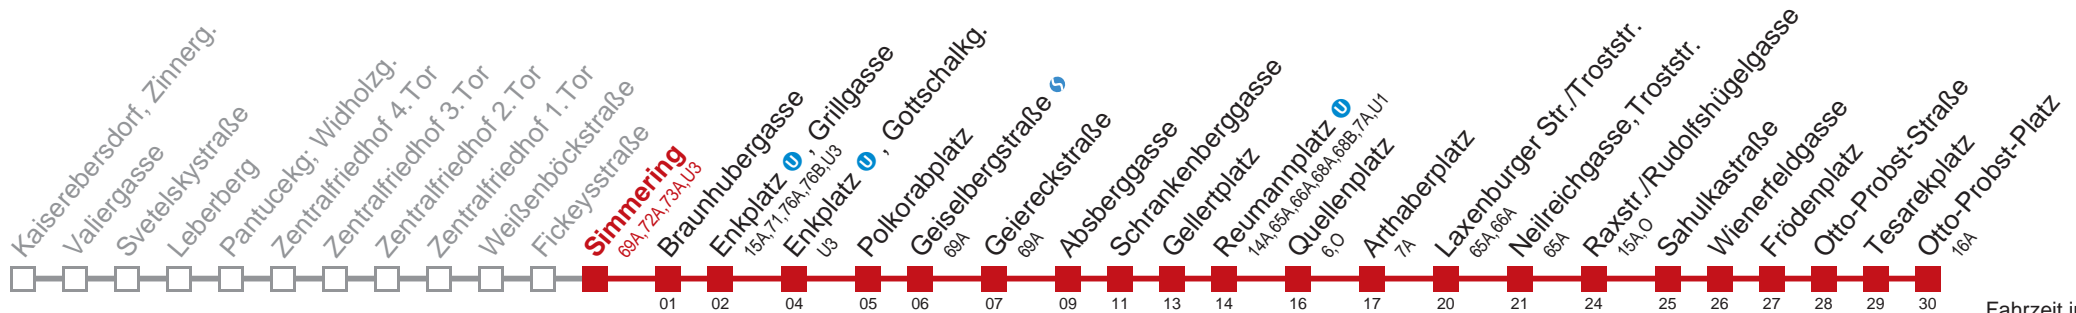 Kaiserebersdorf, Zinnerg.
Valiergasse
Svetelskystraße
Leberberg
Pantucekg; Widholzg.
Zentralfriedhof 4.Tor
Zentralfriedhof 3.Tor
Zentralfriedhof 2.Tor
Zentralfriedhof 1.Tor
Weißenböckstraße
Fickeysstraße
Simmering
69A,72A,73A,U3
Braunhubergasse
Enkplatz U , Grillgasse
15A,71,76A,76B,U3
Enkplatz U , Gottschalkg.
U3
Polkorabplatz
Geiselbergstraße S
69A
Geiereckstraße
69A
Absberggasse
Schrankenberggasse
Gellertplatz
Reumannplatz U
14A,65A,66A,68A,68B,7A,U1
Quellenplatz
6,O
Arthaberplatz
7A
Laxenburger Str./Troststr.
65A,66A
Neilreichgasse,Troststr.
65A
Raxstr./Rudolfshügelgasse
15A,O
Sahulkastraße
Wienerfeldgasse
Frödenplatz
Otto-Probst-Straße
Tesarekplatz
Otto-Probst-Platz
16A
01 02 04 05 06 07 09 11 13 14 16 17 20 21 24 25 26 27 28 29 30
Fahrzeit